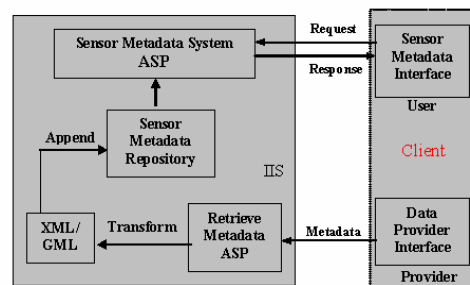 Sensor Metadata System
ASP
Request
Response
Sensor
Metadata
Interface
User
Append
Sensor
Metadata
Repository
IIS
Client
XML/
GML
Transform
Retrieve
Metadata
ASP
Metadata
Data
Provider
Interface
Provider